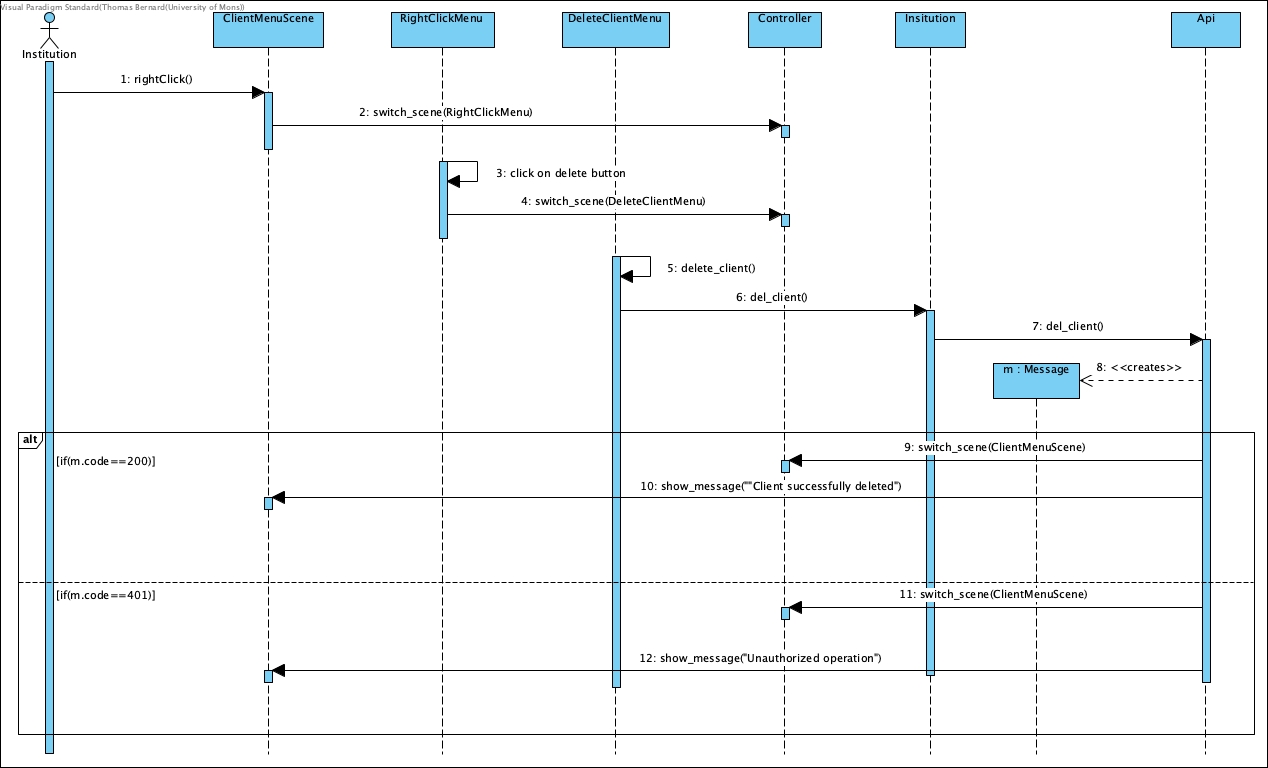 Visual Paradigm Standard(Thomas Bernard(University of Mons))
Institution
ClientMenuScene
RightClickMenu
DeleteClientMenu
Controller
Insitution
Api
1: rightClick()
2: switch_scene(RightClickMenu)
3: click on delete button
4: switch_scene(DeleteClientMenu)
5: delete_client()
6: del_client()
7: del_client()
m : Message
8: <<creates>>
alt
[if(m.code==200)]
9: switch_scene(ClientMenuScene)
10: show_message(""Client successfully deleted")
[if(m.code==401)]
11: switch_scene(ClientMenuScene)
12: show_message("Unauthorized operation")